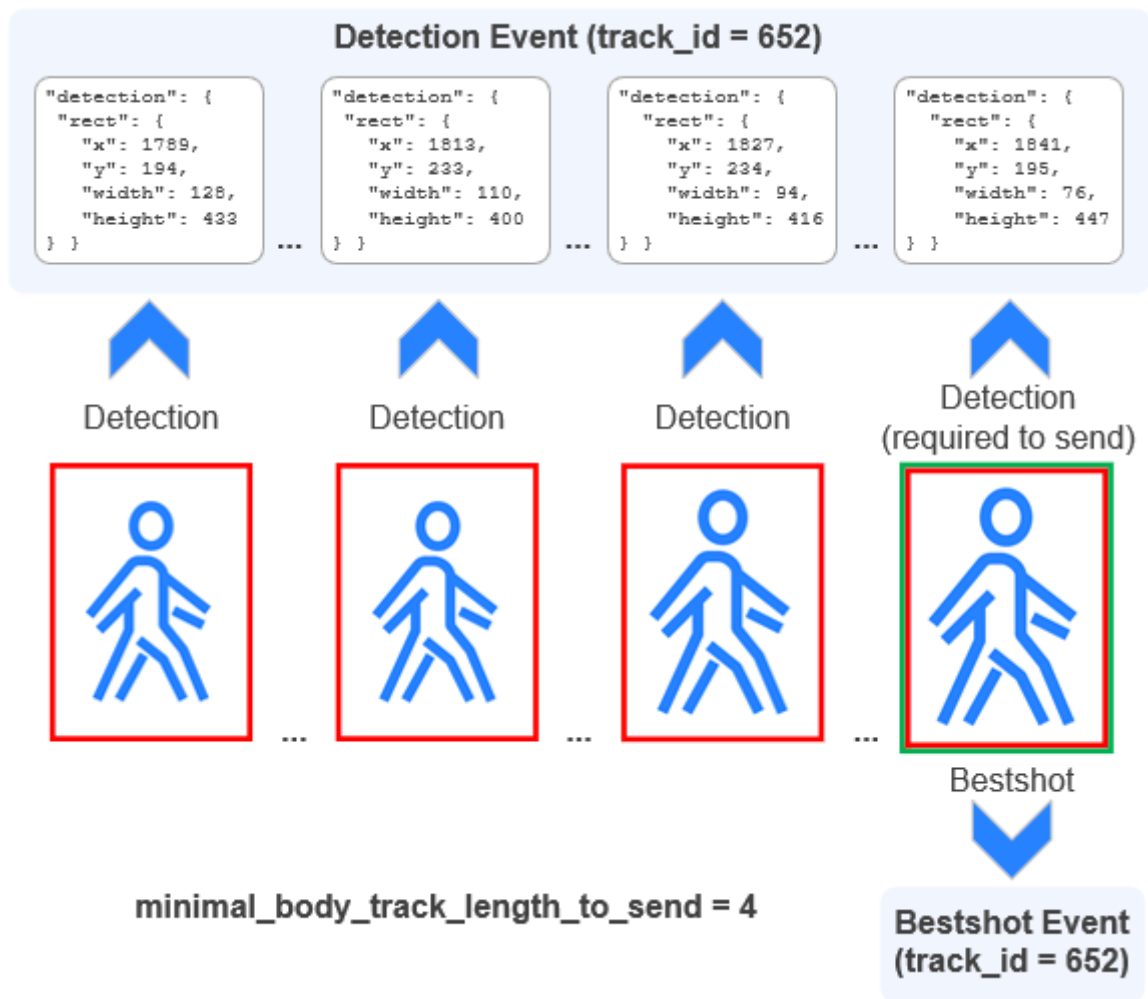 Detection Event (track_id = 652)
"detection": {
"rect": {
"x": 1789,
"y": 194,
"width": 128,
"height": 433
} }
...
"detection": {
"rect": {
"x": 1813,
"y": 233,
"width": 110,
"height": 400
} }
...
"detection": {
"rect": {
"x": 1827,
"y": 234,
"width": 94,
"height": 416
} }
...
"detection": {
"rect": {
"x": 1841,
"y": 195,
"width": 76,
"height": 447
} }
Detection
Detection
Detection
Detection
(required to send)
...
...
...
Bestshot
minimal_body_track_length_to_send = 4
Bestshot Event
(track_id = 652)